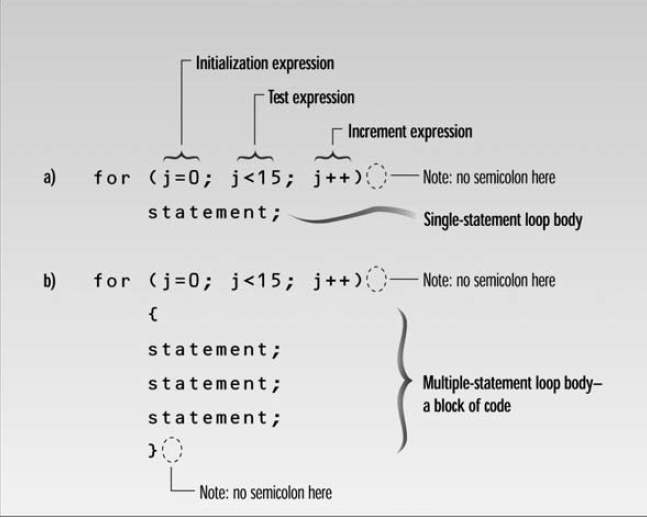 Initialization expression
Test expression
Increment expression
a) for (j=0; j<15; j++) Note: no semicolon here
statement; Single-statement loop body
b) for (j=0; j<15; j++) Note: no semicolon here
{
statement;
statement;
Multiple-statement loop body–
a block of code
statement;
}
Note: no semicolon here